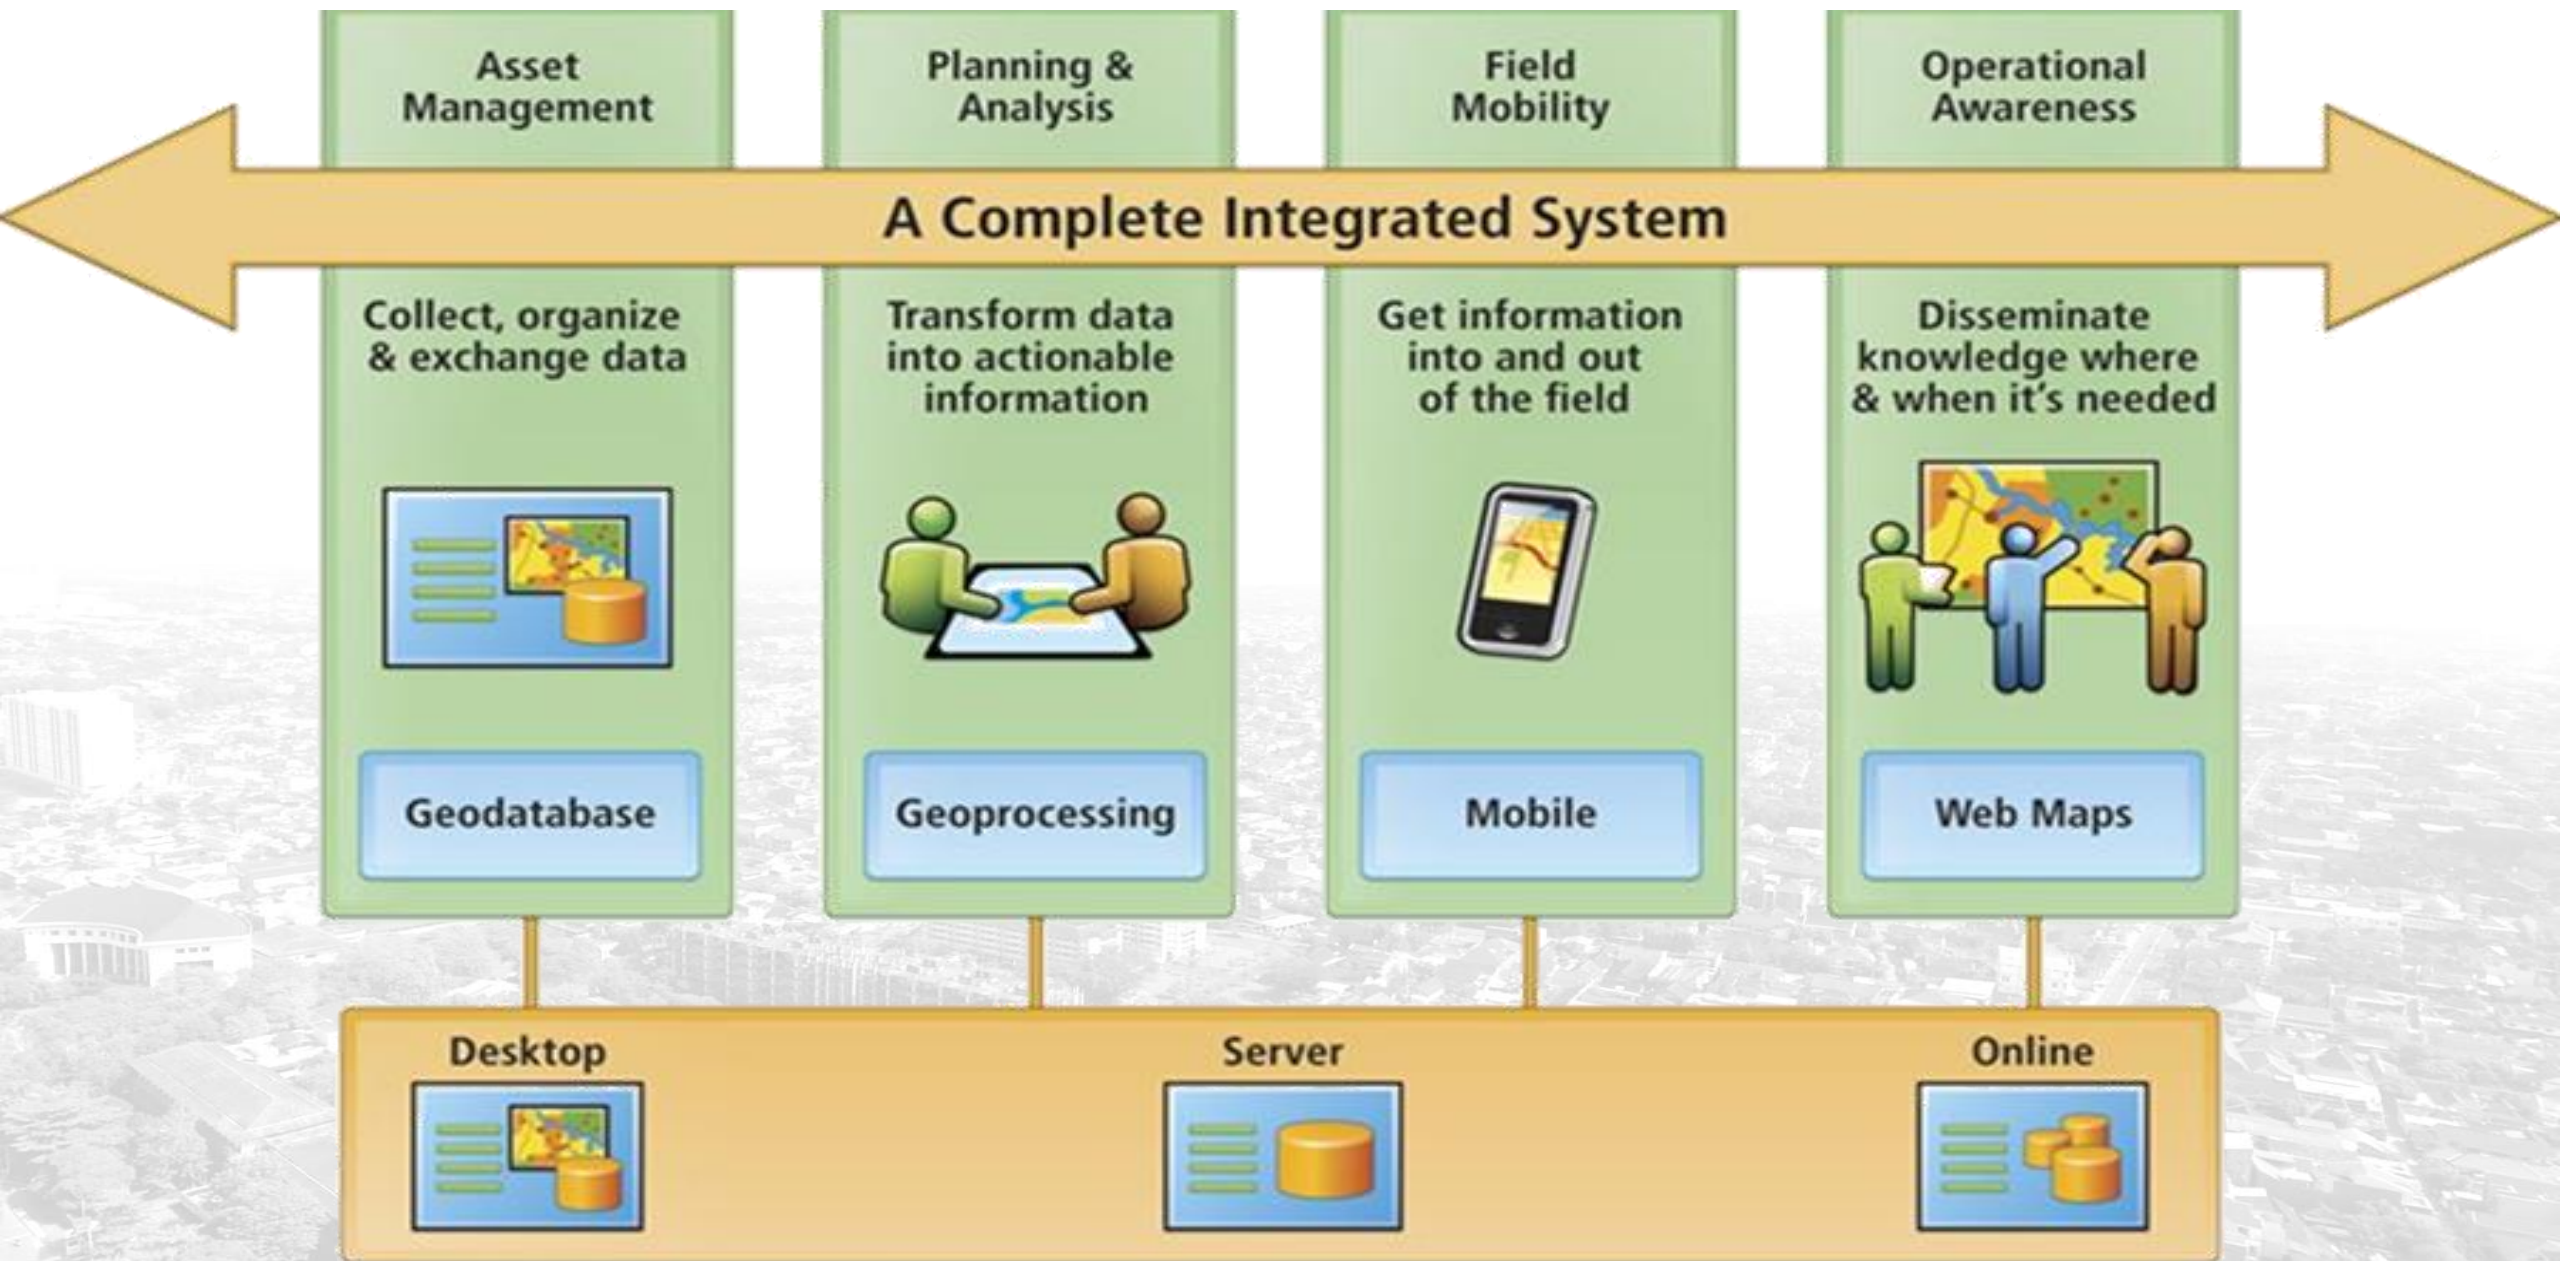 Asset
Management
Planning &
Analysis
Field
Mobility
Operational
Awareness
A Complete Integrated System
Collect, organize
& exchange data
Transform data
into actionable
information
Get information
into and out
of the field
Disseminate
knowledge where
& when it's needed
Geodatabase
Geoprocessing
Mobile
Web Maps
Desktop
Server
Online